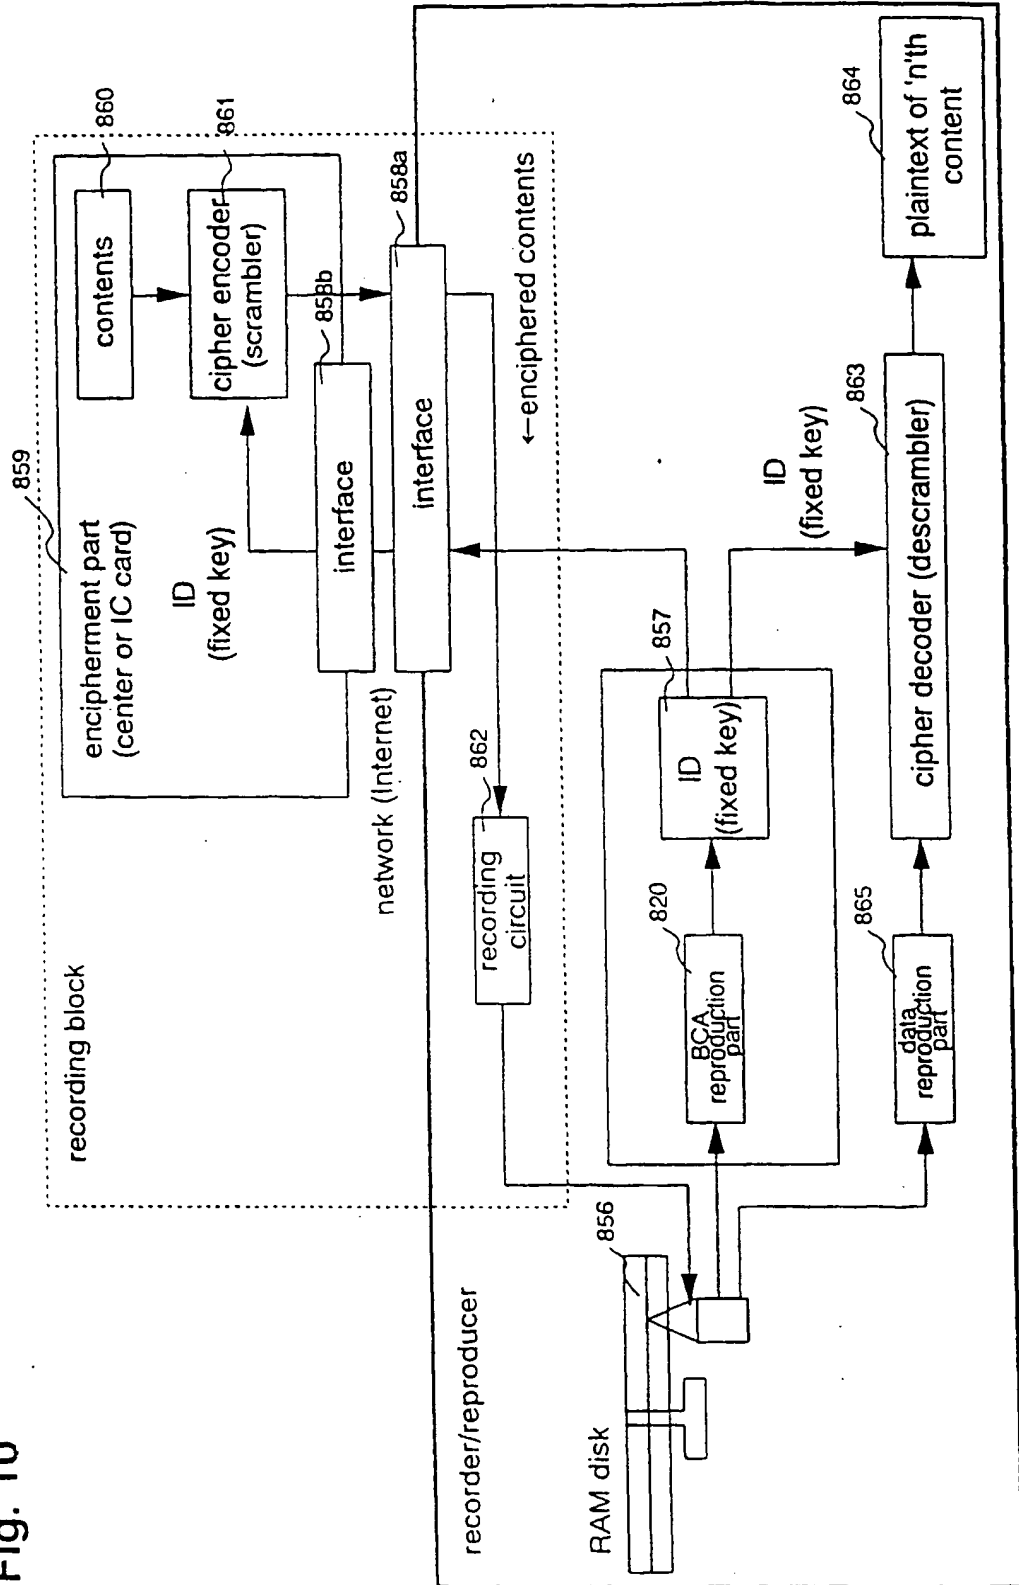 Fig. 16
recording block
859
encipherment part
(center or IC card)
860
contents
861
cipher encoder
(scrambler)
ID
(fixed key)
858b
interface
858a
interface
network (Internet)
←enciphered contents
862
recording
circuit
recorder/reproducer
RAM disk
856
820
BCA
reproduction
part
857
ID
(fixed key)
ID
(fixed key)
865
data
reproduction
part
863
cipher decoder (descrambler)
864
plaintext of 'n'th
content